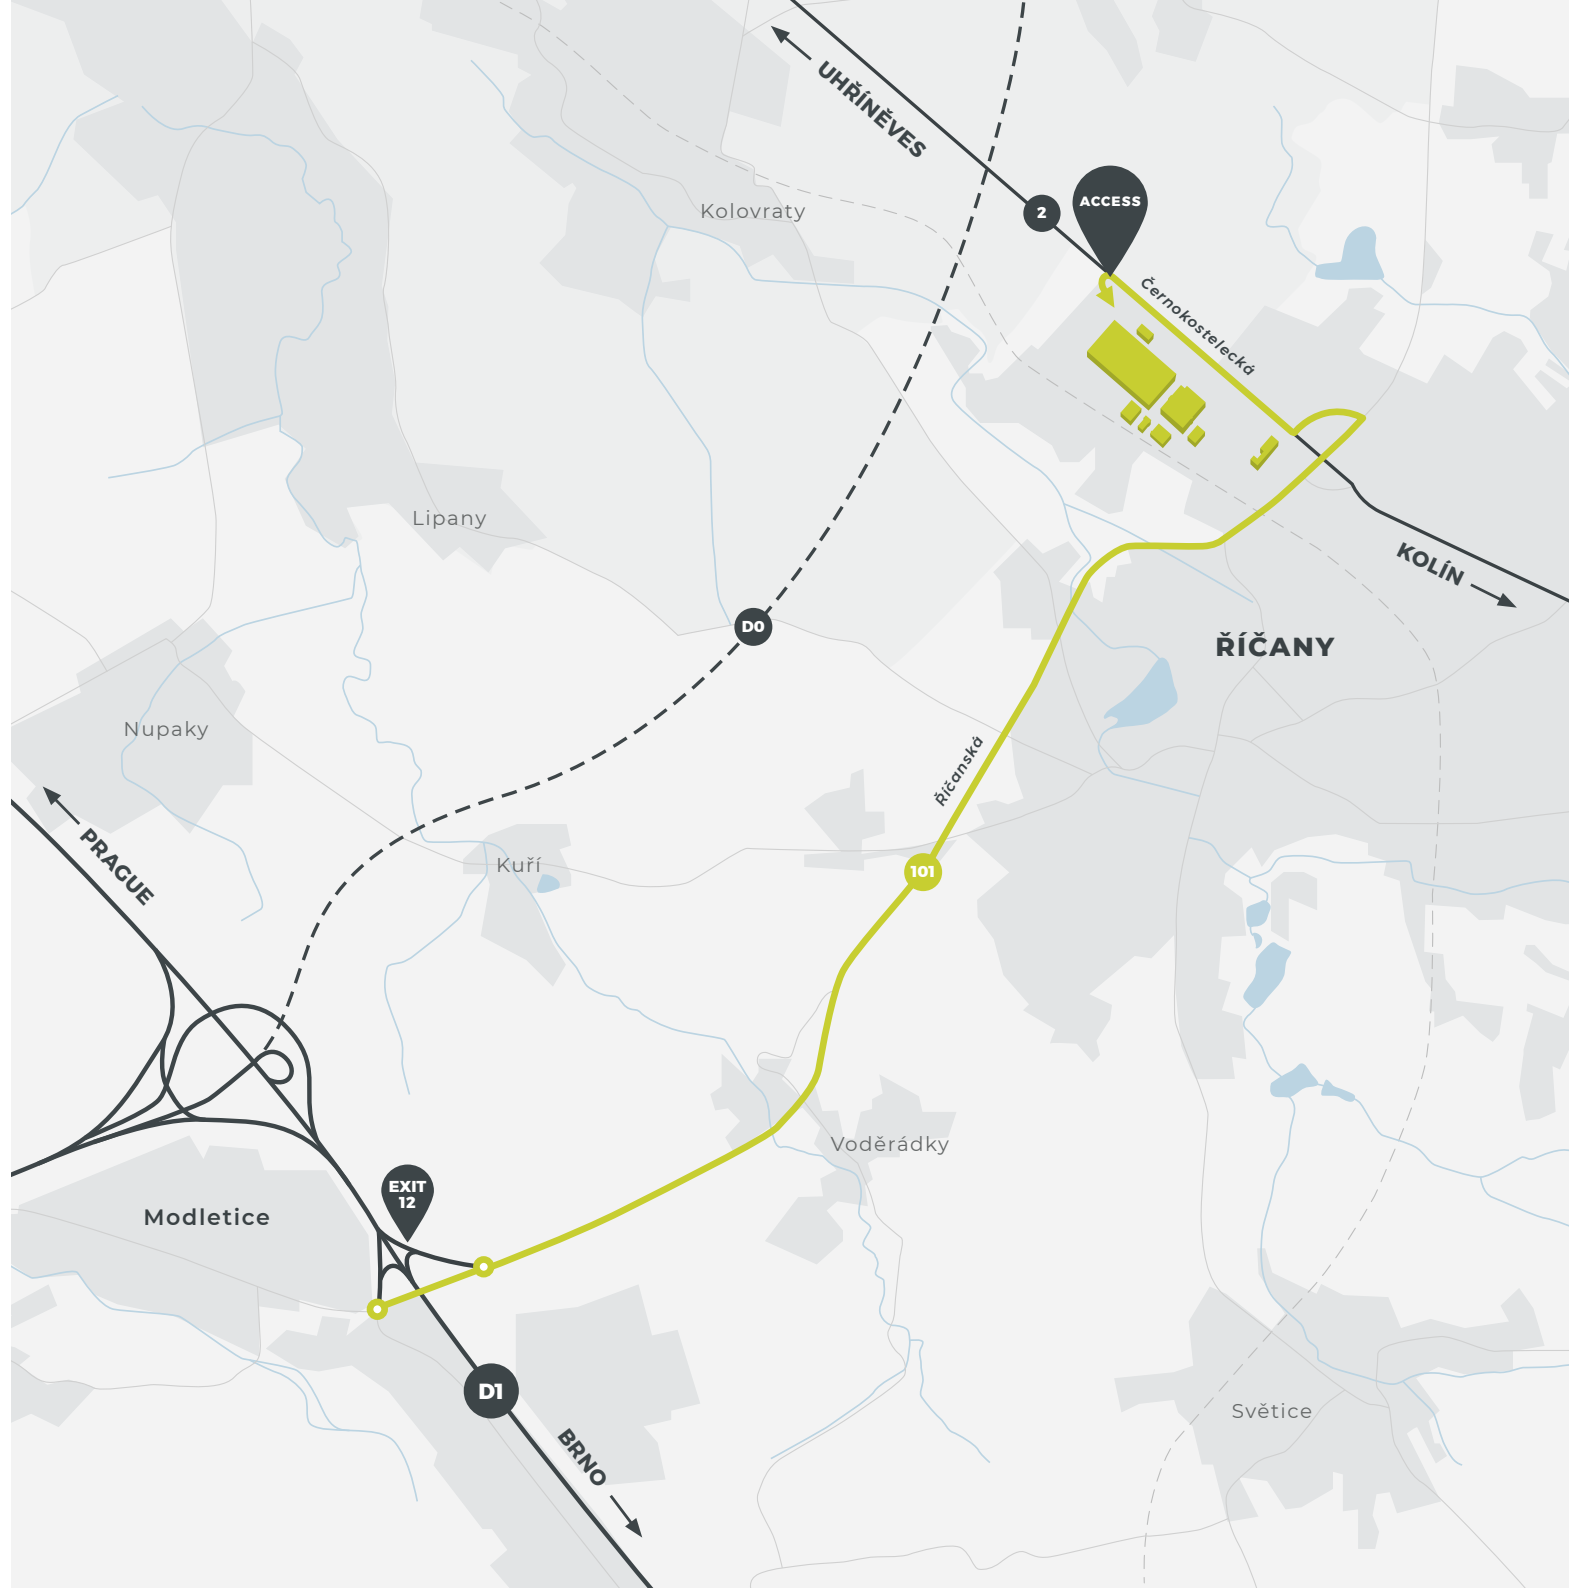 UHŘÍNĚVES
2
ACCESS
Kolovraty
Černokostelecká
Lipany
KOLÍN
D0
ŘÍČANY
Nupaky
Říčanská
PRAGUE
Kuří
101
Voděrádky
EXIT
12
Modletice
D1
Světice
BRNO